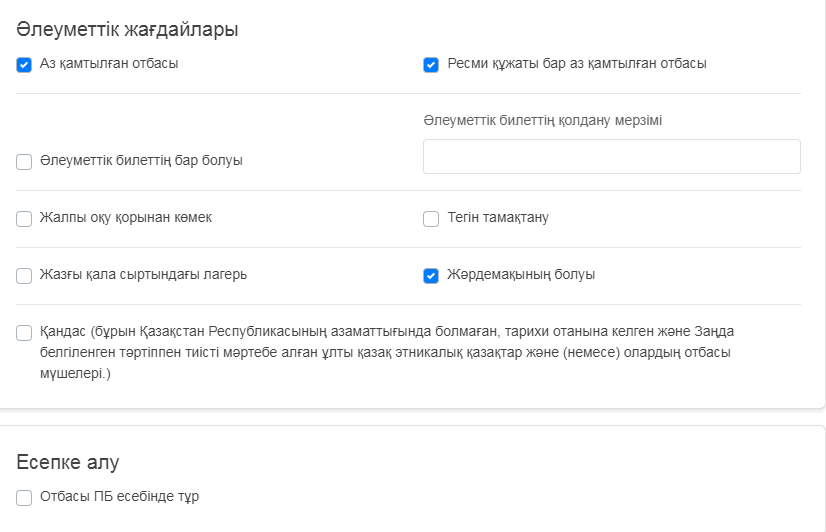 Әлеуметтік жағдайлары
Аз қамтылған отбасы
Ресми құжаты бар аз қамтылған отбасы
Әлеуметтік билеттің қолдану мерзімі
Әлеуметтік билеттің бар болуы
Жалпы оқу қорынан көмек
Тегін тамақтану
Жазғы қала сыртындағы лагерь
Жәрдемақының болуы
Қандас (бұрын Қазақстан Республикасының азаматтығында болмаған, тарихи отанына келген және Заңда
белгіленген тәртіппен тиісті мәртебе алған ұлты қазақ этникалық қазақтар және (немесе) олардың отбасы
мүшелері.)
Есепке алу
Отбасы ПБ есебінде тұр